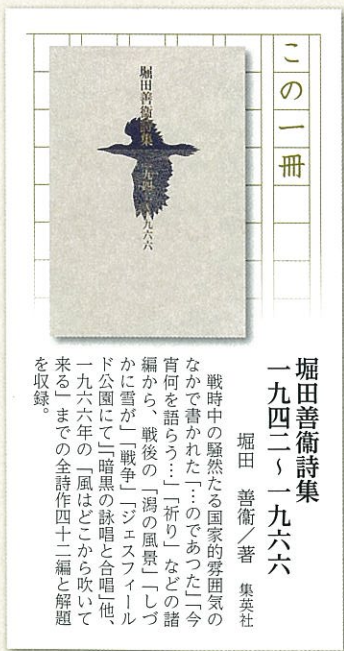 この一冊
堀田善衞詩集
一九四二〜一九六六
堀田善衞詩集
一九四二〜一九六六
堀田　善衞／著　集英社
　戦時中の騒然たる国家的雰囲気の
なかで書かれた「…のであつた」「今
宵何を語らう…」「祈り」などの諸
編から、戦後の「潟の風景」「しづ
かに雪が」「戦争」「ジェスフィール
ド公園にて」「暗黒の詠唱と合唱」他、
一九六六年の「風はどこから吹いて
来る」までの全詩作四十二編と解題
を収録。